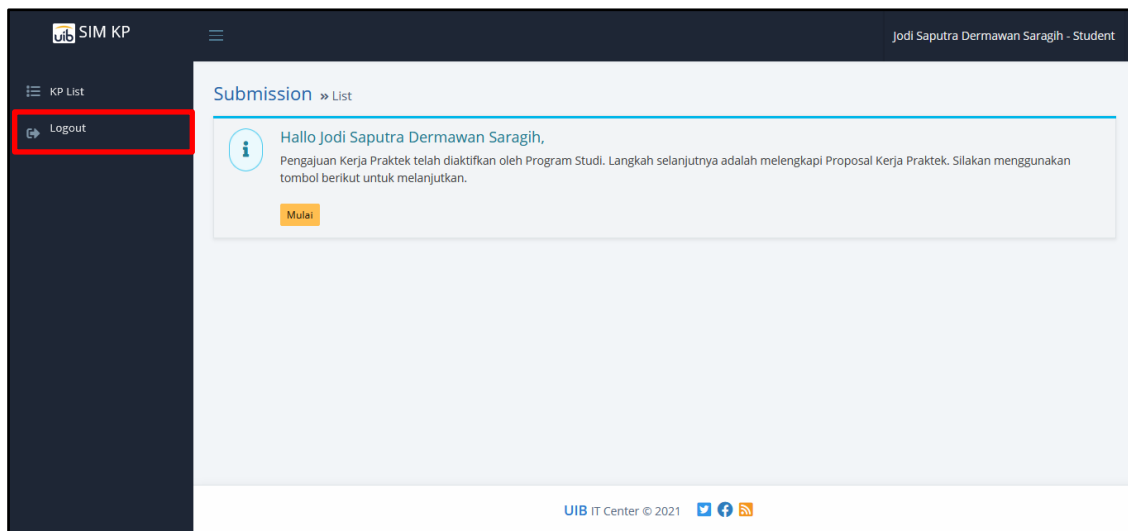 uib SIM KP
Jodi Saputra Dermawan Saragih - Student
KP List
Logout
Submission » List
Hallo Jodi Saputra Dermawan Saragih,
Pengajuan Kerja Praktek telah diaktifkan oleh Program Studi. Langkah selanjutnya adalah melengkapi Proposal Kerja Praktek. Silakan menggunakan
tombol berikut untuk melanjutkan.
Mulai
UIB IT Center © 2021